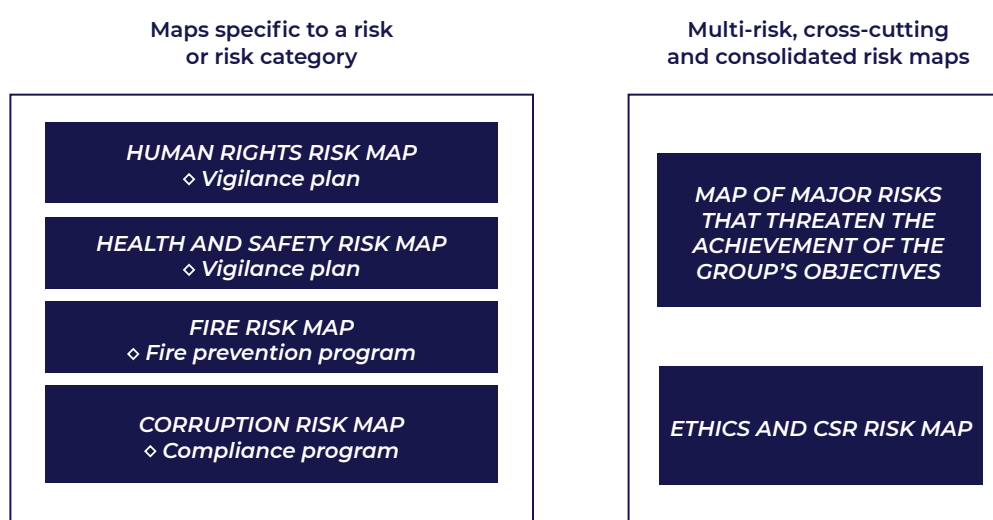 Maps specific to a risk
or risk category
HUMAN RIGHTS RISK MAP
◇ Vigilance plan
HEALTH AND SAFETY RISK MAP
◇ Vigilance plan
FIRE RISK MAP
◇ Fire prevention program
CORRUPTION RISK MAP
◇ Compliance program
Multi-risk, cross-cutting
and consolidated risk maps
MAP OF MAJOR RISKS
THAT THREATEN THE
ACHIEVEMENT OF THE
GROUP’S OBJECTIVES
ETHICS AND CSR RISK MAP